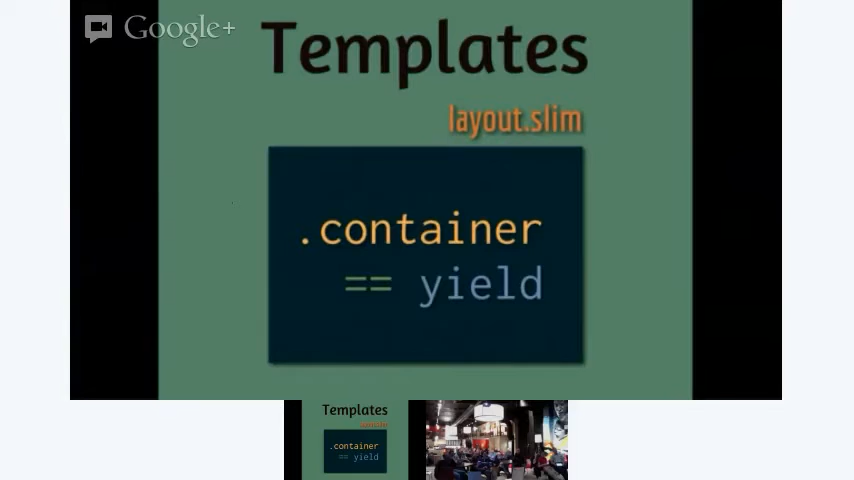 Google+
Templates
layout.slim
.container
== yield
Templates
.container
== yield